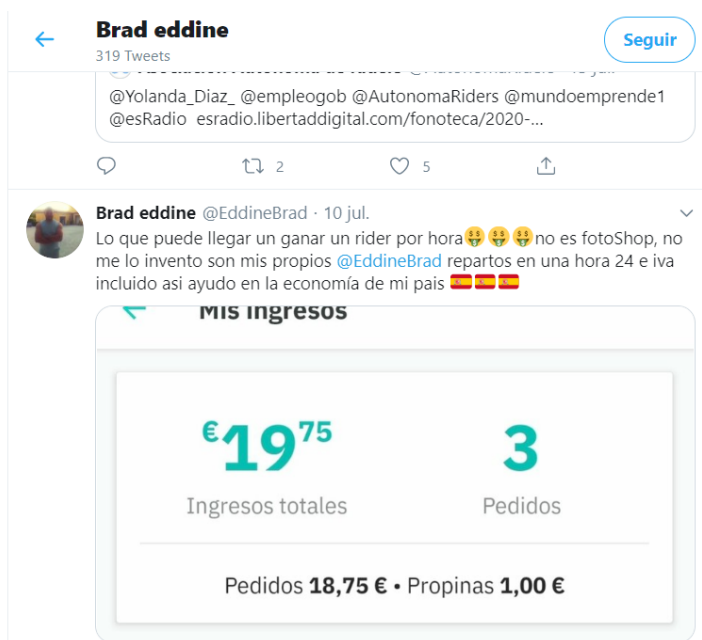 Brad eddine
319 Tweets
Seguir
@Yolanda_Diaz_ @empleogob @AutonomaRiders @mundoemprende1
@esRadio esradio.libertaddigital.com/fonoteca/2020-...
2
5
Brad eddine @EddineBrad · 10 jul.
Lo que puede llegar un ganar un rider por hora🤑🤑🤑no es fotoShop, no
me lo invento son mis propios @EddineBrad repartos en una hora 24 e iva
incluido asi ayudo en la economía de mi pais 🇪🇸🇪🇸🇪🇸
Mis ingresos
€1975
3
Ingresos totales
Pedidos
Pedidos 18,75 € • Propinas 1,00 €